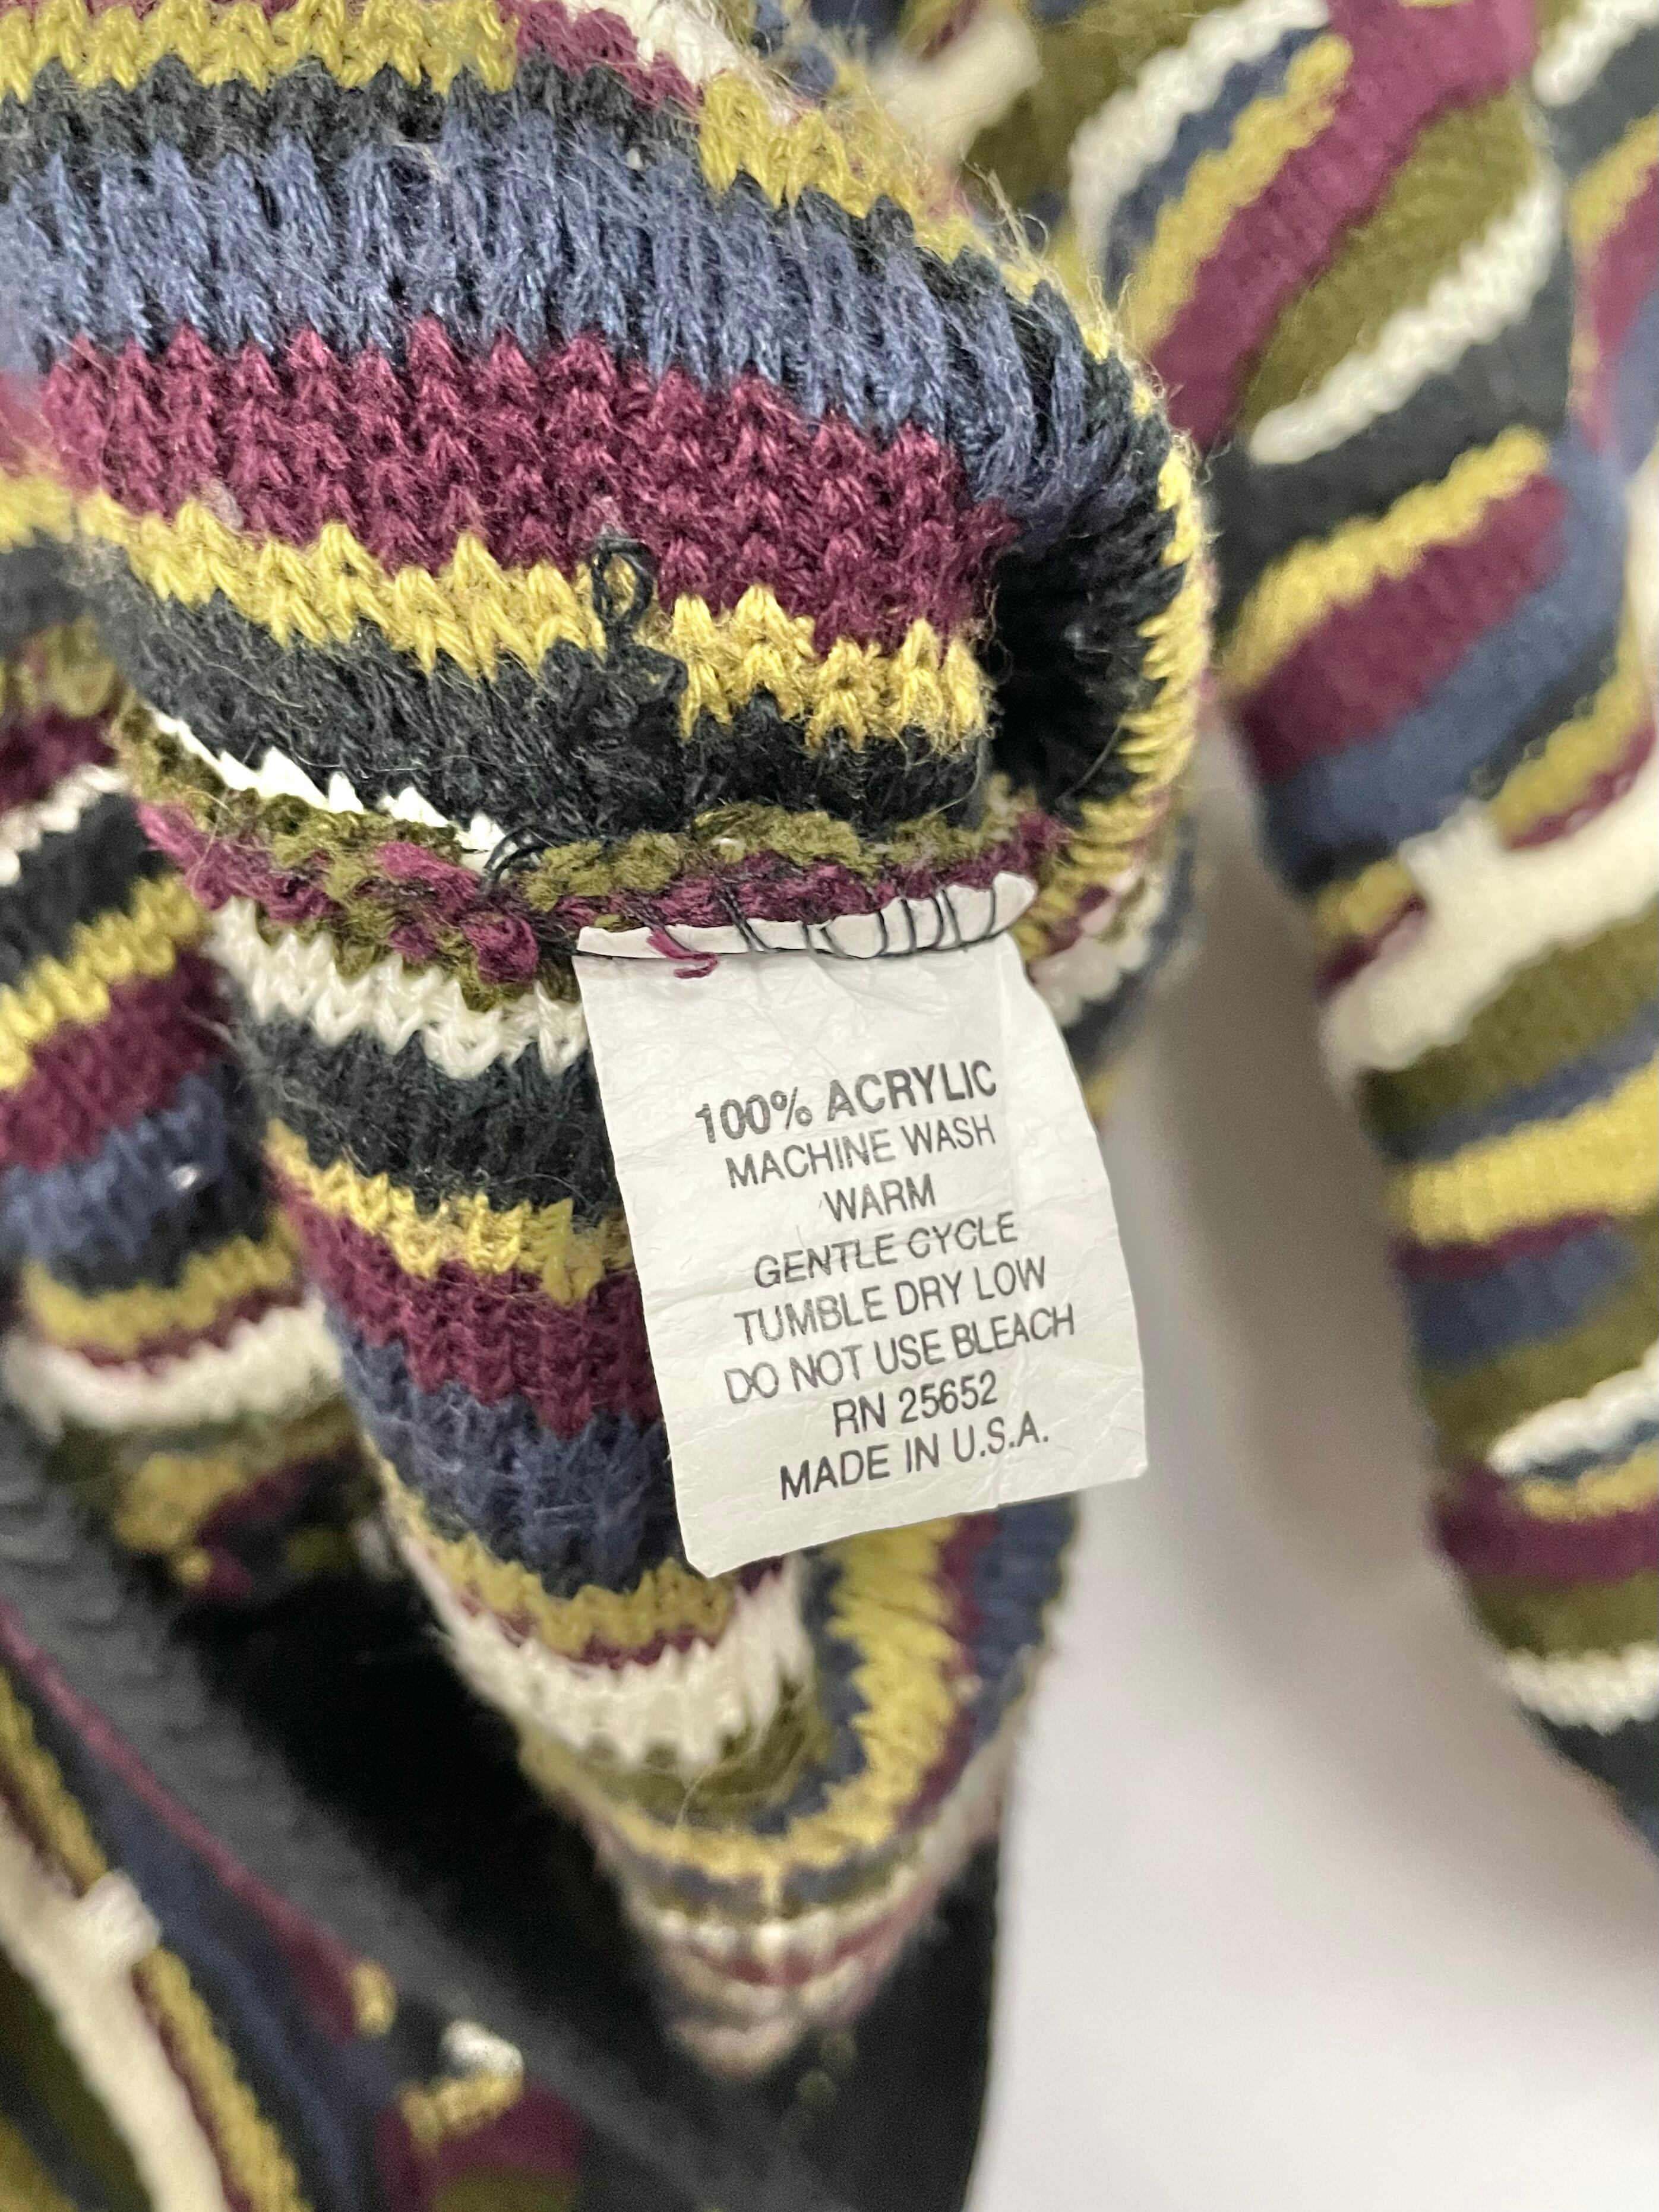 100% ACRYLIC
MACHINE WASH
WARM
GENTLE CYCLE
TUMBLE DRY LOW
DO NOT USE BLEACH
RN 25652
MADE IN U.S.A.